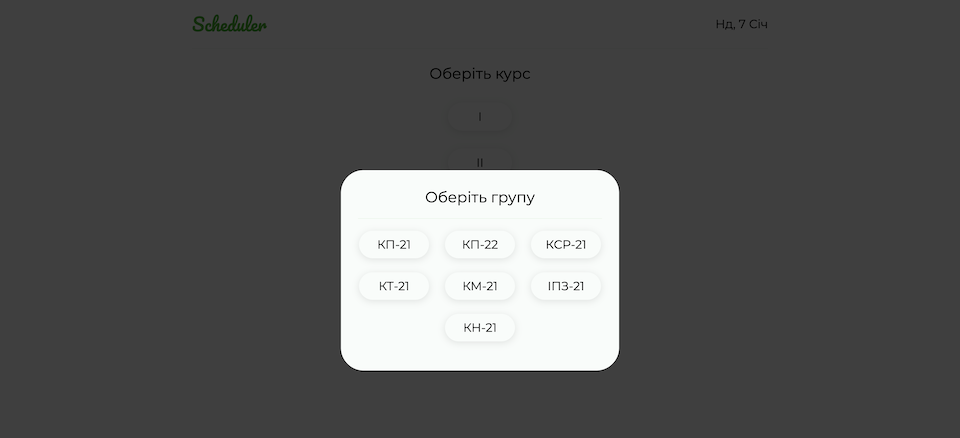 Scheduler
Нд, 7 Січ
Оберіть курс
I
II
Оберіть групу
КП-21 КП-22 КСР-21
КТ-21 КМ-21 ІПЗ-21
КН-21